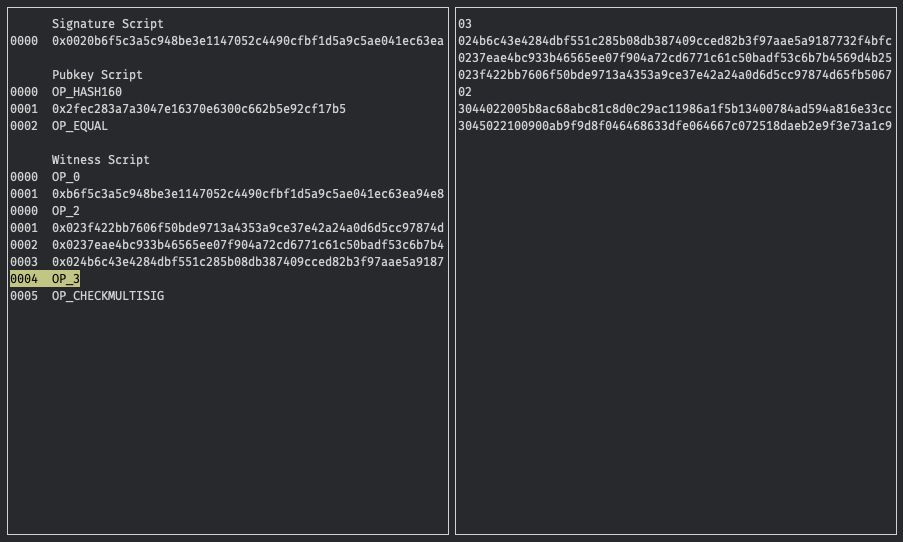 Signature Script
0000 0x0020b6f5c3a5c948be3e1147052c4490cfbf1d5a9c5ae041ec63ea
Pubkey Script
0000 OP_HASH160
0001 0x2fec283a7a3047e16370e6300c662b5e92cf17b5
0002 OP_EQUAL
Witness Script
0000 OP_0
0001 0xb6f5c3a5c948be3e1147052c4490cfbf1d5a9c5ae041ec63ea94e8
0000 OP_2
0001 0x023f422bb7606f50bde9713a4353a9ce37e42a24a0d6d5cc97874d
0002 0x0237eae4bc933b46565ee07f904a72cd6771c61c50badf53c6b7b4
0003 0x024b6c43e4284dbf551c285b08db387409cced82b3f97aae5a9187
0004 OP_3
0005 OP_CHECKMULTISIG
03
024b6c43e4284dbf551c285b08db387409cced82b3f97aae5a9187732f4bfc
0237eae4bc933b46565ee07f904a72cd6771c61c50badf53c6b7b4569d4b25
023f422bb7606f50bde9713a4353a9ce37e42a24a0d6d5cc97874d65fb5067
02
3044022005b8ac68abc81c8d0c29ac11986a1f5b13400784ad594a816e33cc
3045022100900ab9f9d8f046468633dfe064667c072518daeb2e9f3e73a1c9